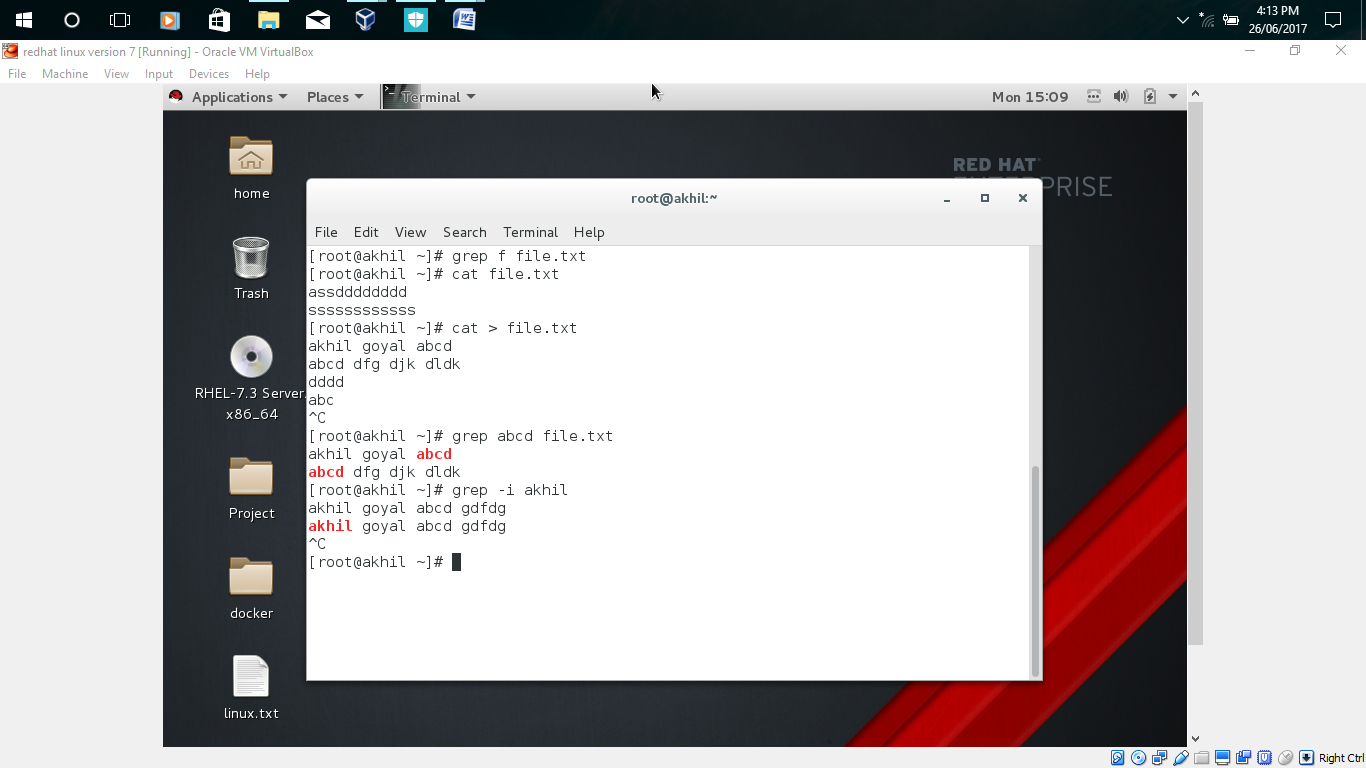 4:13 PM
26/06/2017
redhat linux version 7 [Running] - Oracle VM VirtualBox
File Machine View Input Devices Help
Applications Places Terminal Mon 15:09
home
Trash
RHEL-7.3 Server.
x86_64
Project
docker
linux.txt
RED HAT
root@akhil:~
File Edit View Search Terminal Help
[root@akhil ~]# grep f file.txt
[root@akhil ~]# cat file.txt
assddddddddd
ssssssssssss
[root@akhil ~]# cat > file.txt
akhil goyal abcd
abcd dfg djk dldk
dddd
abc
^C
[root@akhil ~]# grep abcd file.txt
akhil goyal abcd
abcd dfg djk dldk
[root@akhil ~]# grep -i akhil
akhil goyal abcd gdfdg
akhil goyal abcd gdfdg
^C
[root@akhil ~]#
Right Ctrl